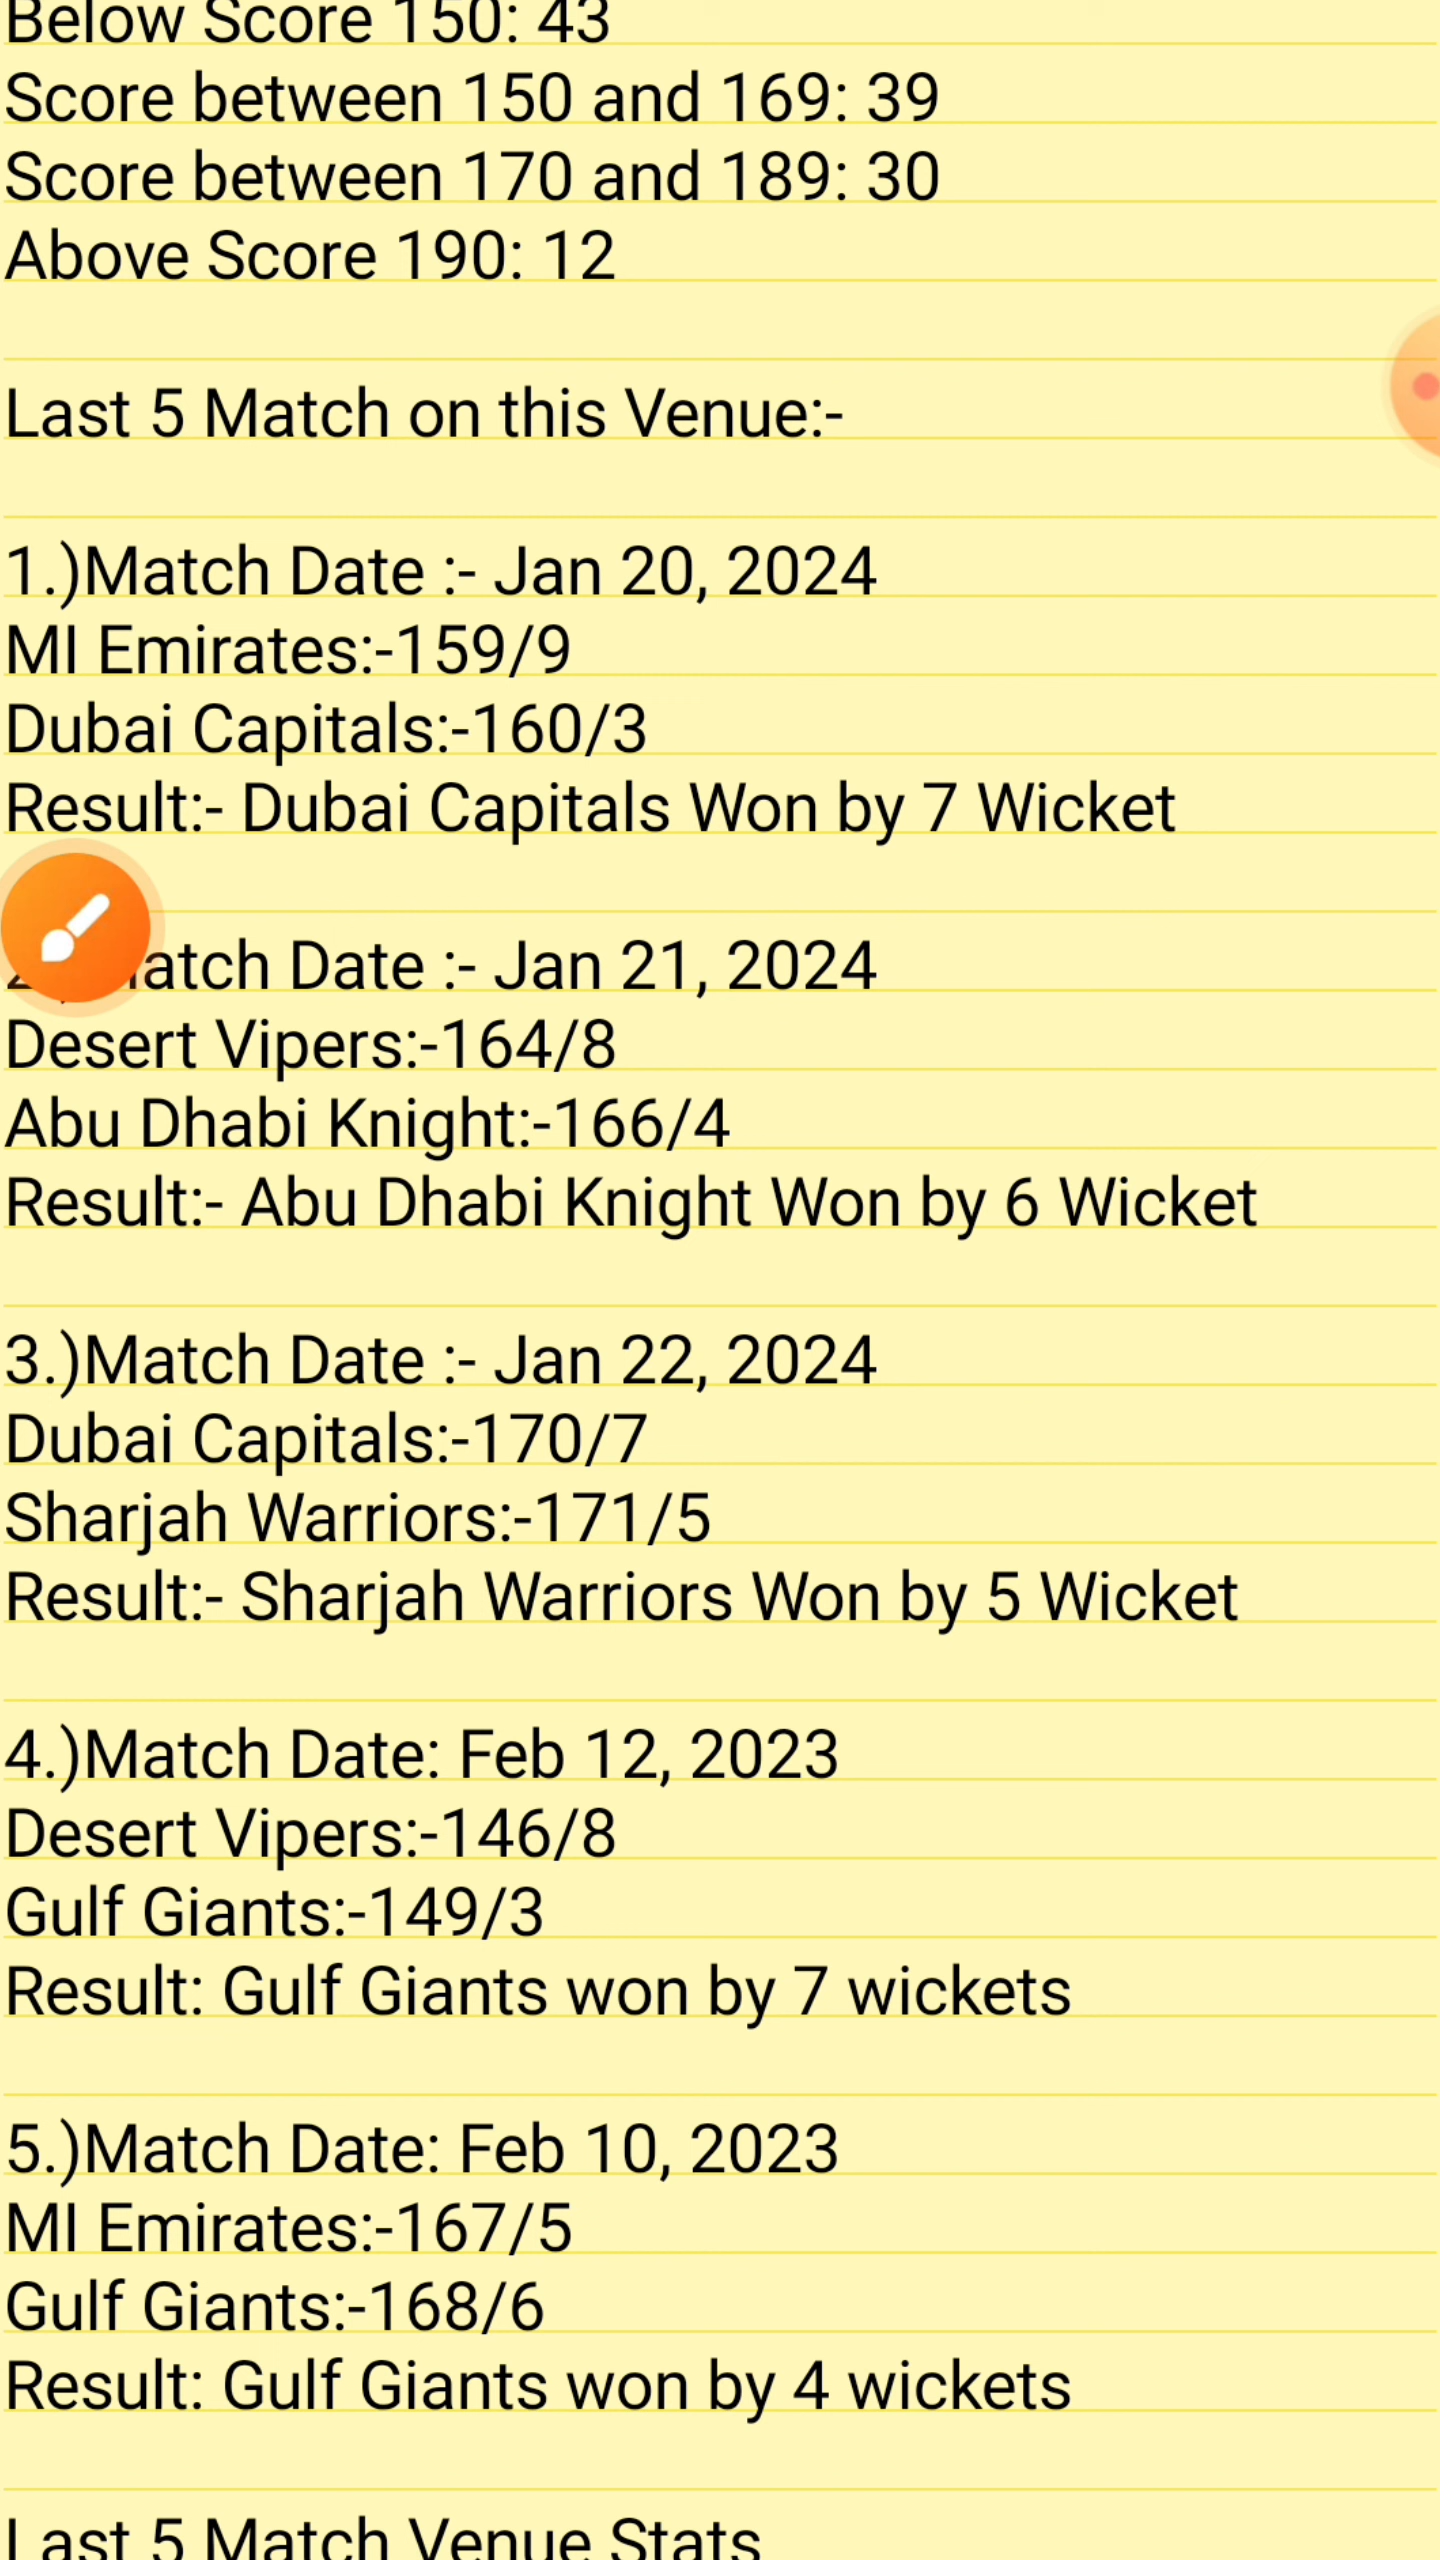 Below Score 150: 43
Score between 150 and 169: 39
Score between 170 and 189: 30
Above Score 190: 12
Last 5 Match on this Venue:-
1.)Match Date :- Jan 20, 2024
MI Emirates:-159/9
Dubai Capitals:-160/3
Result:- Dubai Capitals Won by 7 Wicket
Date :- Jan 21, 2024
Desert Vipers:-164/8
Abu Dhabi Knight:-166/4
Result:- Abu Dhabi Knight Won by 6 Wicket
3.)Match Date :- Jan 22, 2024
Dubai Capitals:-170/7
Sharjah Warriors:-171/5
Result:- Sharjah Warriors Won by 5 Wicket
4.)Match Date: Feb 12, 2023
Desert Vipers:-146/8
Gulf Giants:-149/3
Result: Gulf Giants won by 7 wickets
5.)Match Date: Feb 10, 2023
MI Emirates:-167/5
Gulf Giants:-168/6
Result: Gulf Giants won by 4 wickets
Last 5 Match Venue Stats